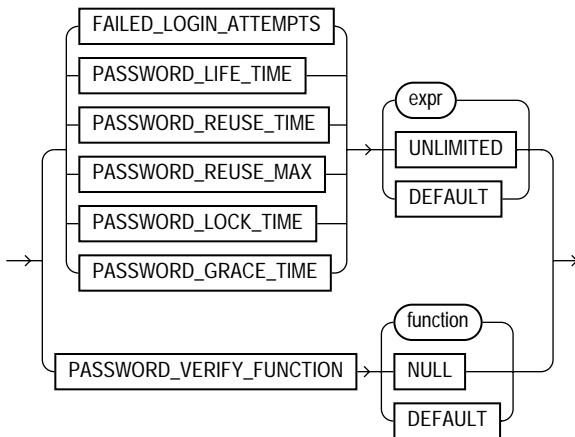 FAILED_LOGIN_ATTEMPTS
PASSWORD_LIFE_TIME
PASSWORD_REUSE_TIME
PASSWORD_REUSE_MAX
PASSWORD_LOCK_TIME
PASSWORD_GRACE_TIME
expr
UNLIMITED
DEFAULT
PASSWORD_VERIFY_FUNCTION
function
NULL
DEFAULT